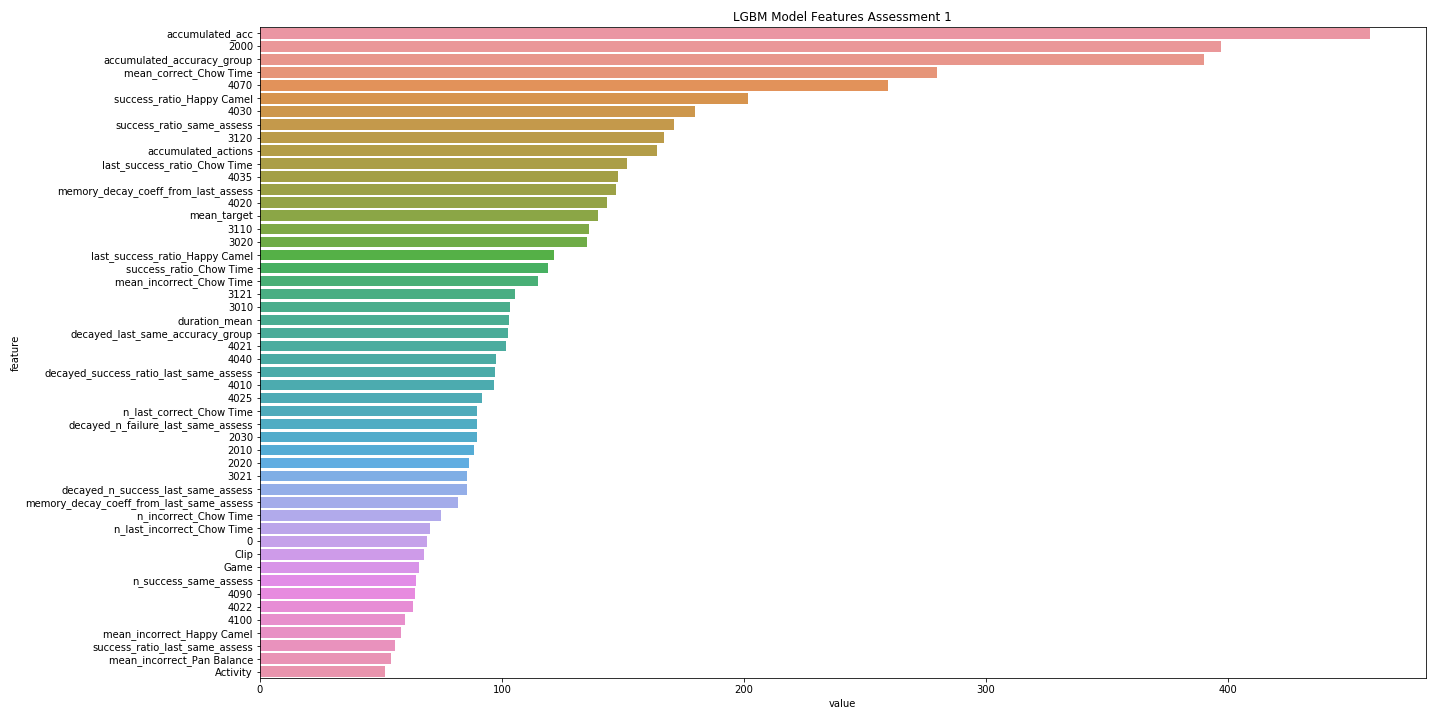 LGBM Model Features Assessment 1
feature
accumulated_acc
2000
accumulated_accuracy_group
mean_correct_Chow Time
4070
success_ratio_Happy Camel
4030
success_ratio_same_assess
3120
accumulated_actions
last_success_ratio_Chow Time
4035
memory_decay_coeff_from_last_assess
4020
mean_target
3110
3020
last_success_ratio_Happy Camel
success_ratio_Chow Time
mean_incorrect_Chow Time
3121
3010
duration_mean
decayed_last_same_accuracy_group
4021
4040
decayed_success_ratio_last_same_assess
4010
4025
n_last_correct_Chow Time
decayed_n_failure_last_same_assess
2030
2010
2020
3021
decayed_n_success_last_same_assess
memory_decay_coeff_from_last_same_assess
n_incorrect_Chow Time
n_last_incorrect_Chow Time
0
Clip
Game
n_success_same_assess
4090
4022
4100
mean_incorrect_Happy Camel
success_ratio_last_same_assess
mean_incorrect_Pan Balance
Activity
0 100 200 300 400
value